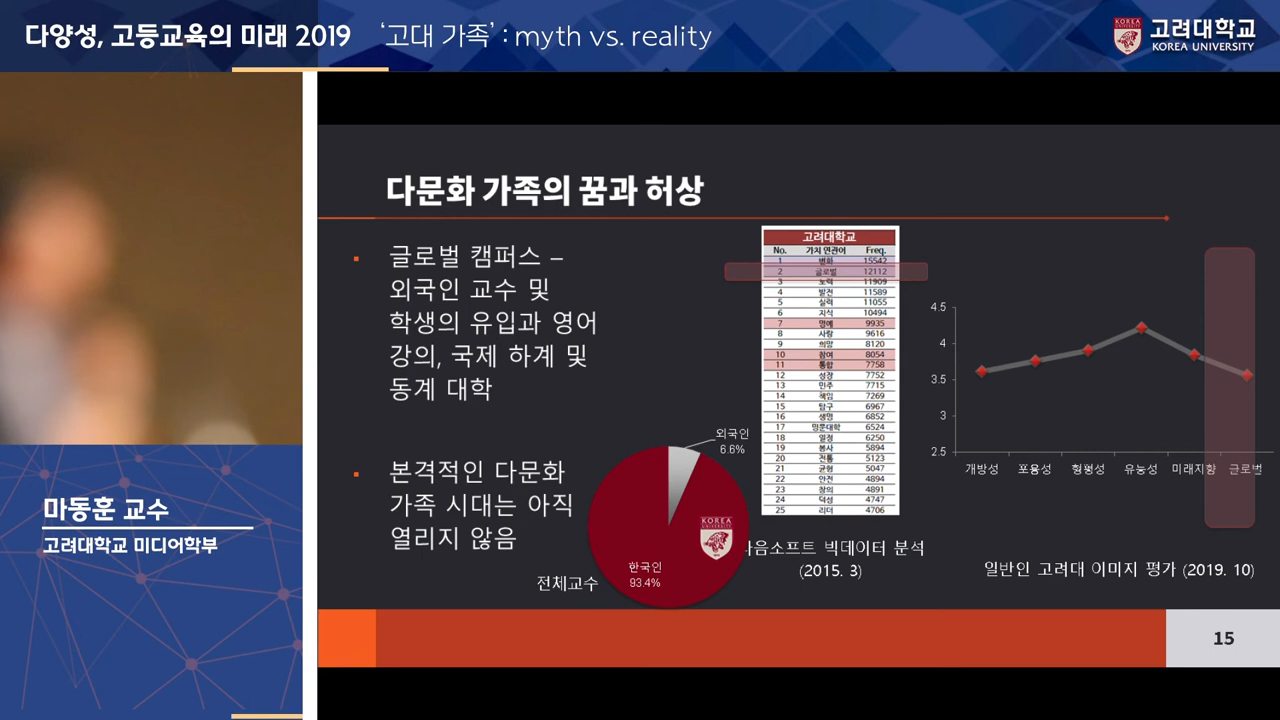 다양성, 고등교육의 미래 2019 '고대 가족' : myth vs. reality
KOREA UNIVERSITY
고려대학교
KOREA UNIVERSITY
다문화 가족의 꿈과 허상
글로벌 캠퍼스 –
외국인 교수 및
학생의 유입과 영어
강의, 국제 하계 및
동계 대학
본격적인 다문화
가족 시대는 아직
열리지 않음
외국인
6.6%
KOREA
UNIVERSITY
한국인
93.4%
전체교수
고려대학교
No. 가치 연관어 Freq.
1 변화 15542
2 글로벌 12112
3 노력 11909
4 발전 11589
5 실력 11055
6 지식 10494
7 명예 9935
8 사랑 9616
9 희망 8120
10 참여 8054
11 통합 7758
12 성장 7752
13 민주 7715
14 책임 7269
15 탐구 6967
16 생명 6852
17 명문대학 6524
18 열정 6250
19 봉사 5894
20 전통 5123
21 균형 5047
22 안전 4894
23 창의 4891
24 덕성 4747
25 리더 4706
음소프트 빅데이터 분석
(2015. 3)
4.5
4
3.5
3
2.5
개방성 포용성 형평성 유능성 미래지향 글로벌
일반인 고려대 이미지 평가 (2019. 10)
15
마동훈 교수
고려대학교 미디어학부